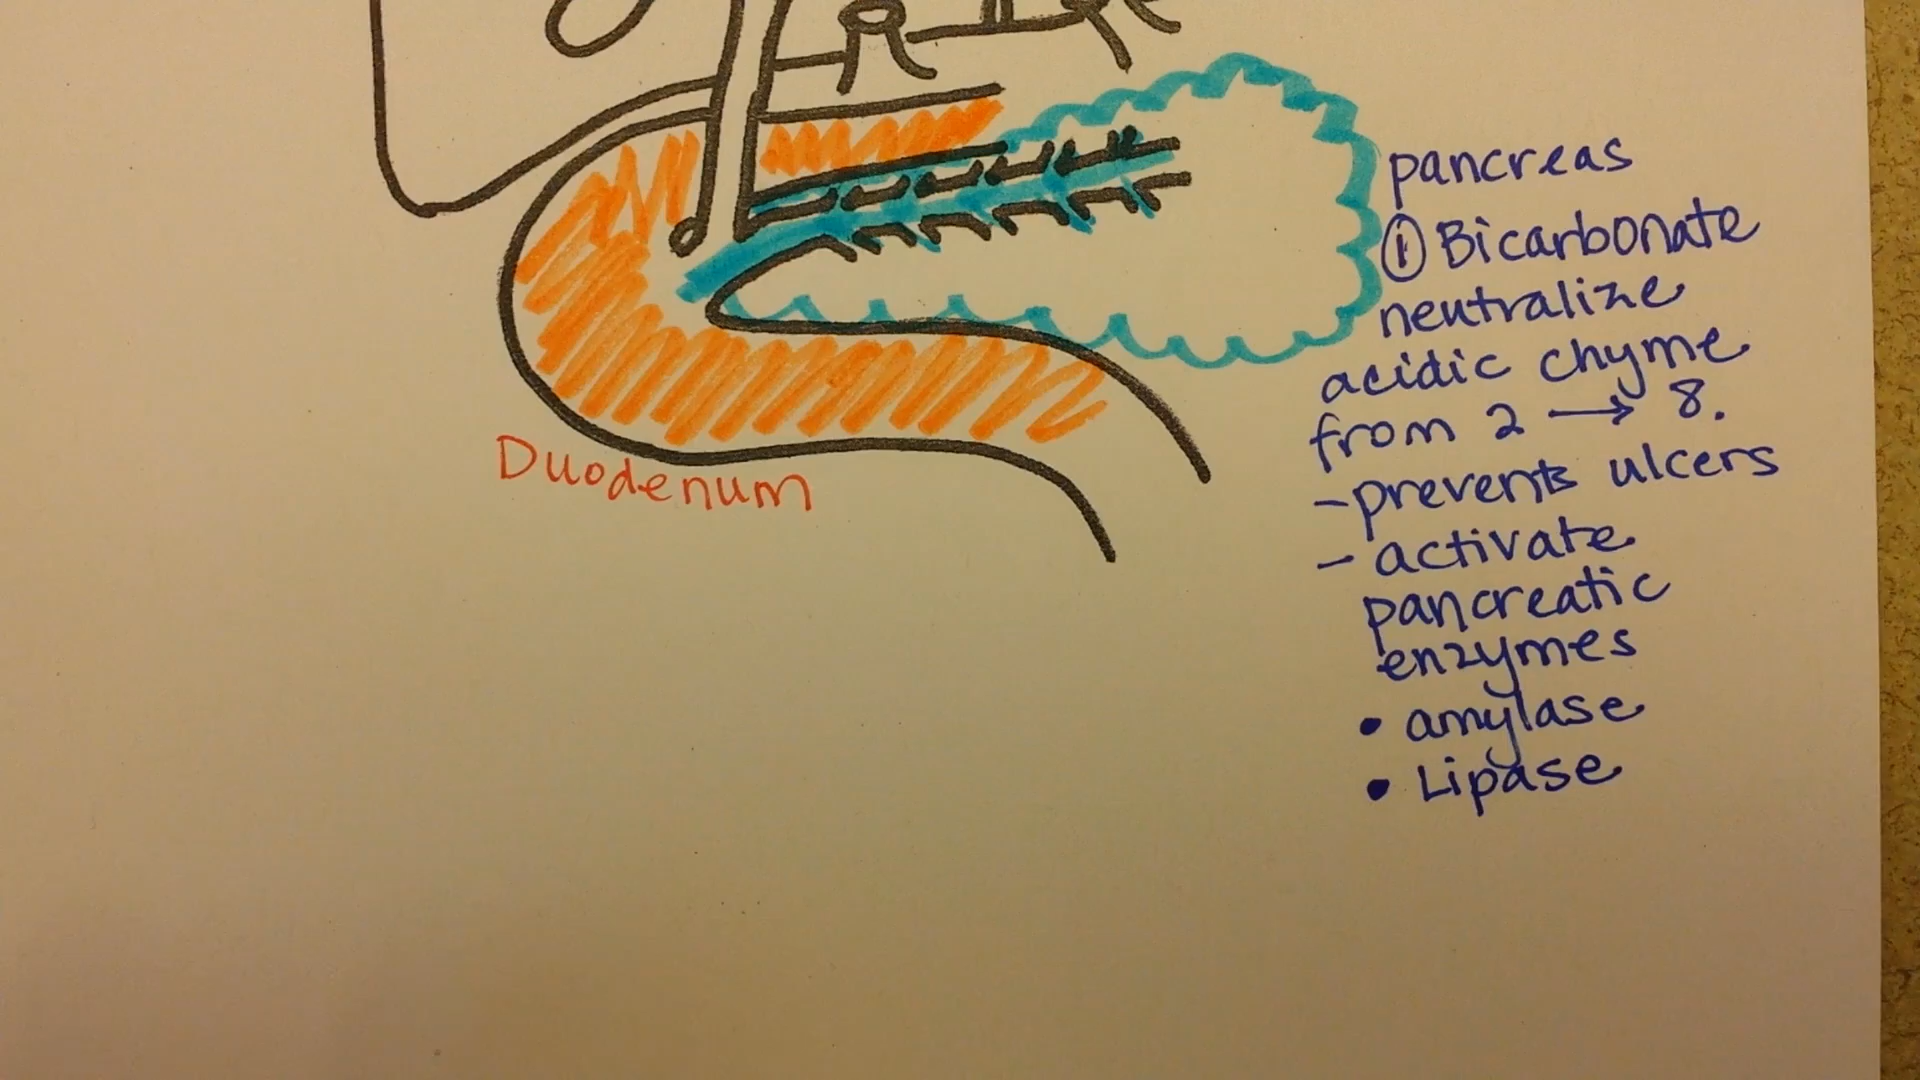 pancreas
① Bicarbonate
neutralize
acidic chyme
from 2 → 8.
- prevents ulcers
- activate
pancreatic
enzymes
• amylase
• Lipase
Duodenum